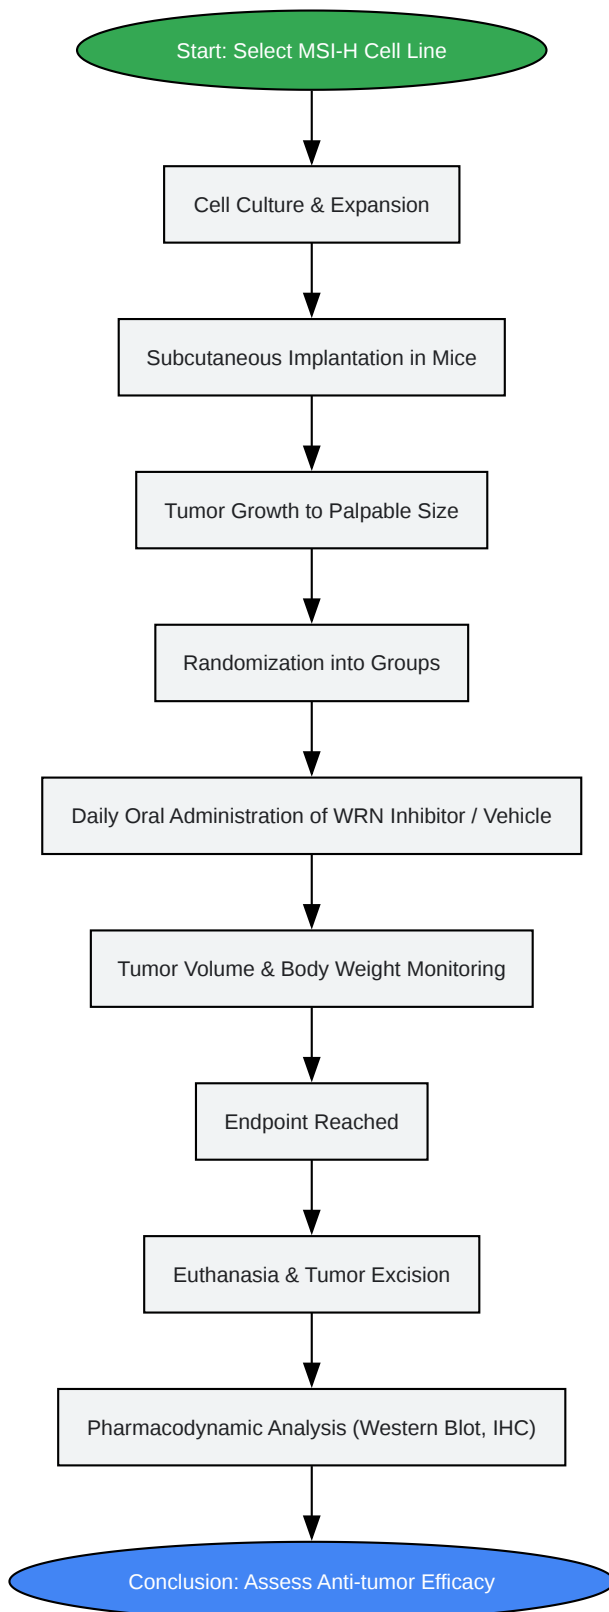 Start: Select MSI-H Cell Line
Cell Culture & Expansion
Subcutaneous Implantation in Mice
Tumor Growth to Palpable Size
Randomization into Groups
Daily Oral Administration of WRN Inhibitor / Vehicle
Tumor Volume & Body Weight Monitoring
Endpoint Reached
Euthanasia & Tumor Excision
Pharmacodynamic Analysis (Western Blot, IHC)
Conclusion: Assess Anti-tumor Efficacy